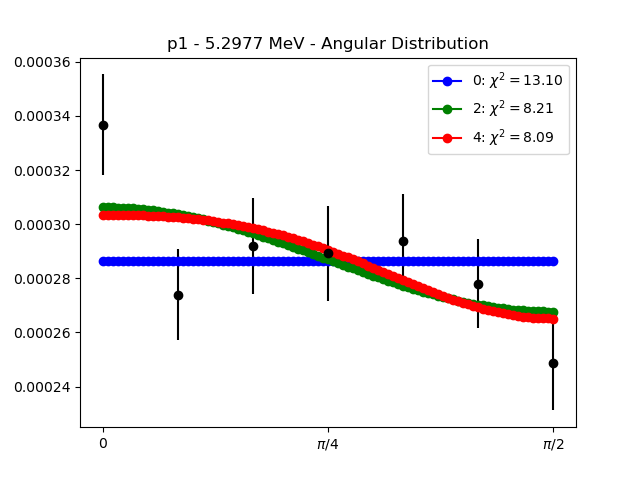 p1 - 5.2977 MeV - Angular Distribution
0.00036
0.00034
0.00032
0.00030
0.00028
0.00026
0.00024
0: χ² = 13.10
2: χ² = 8.21
4: χ² = 8.09
0
π/4
π/2